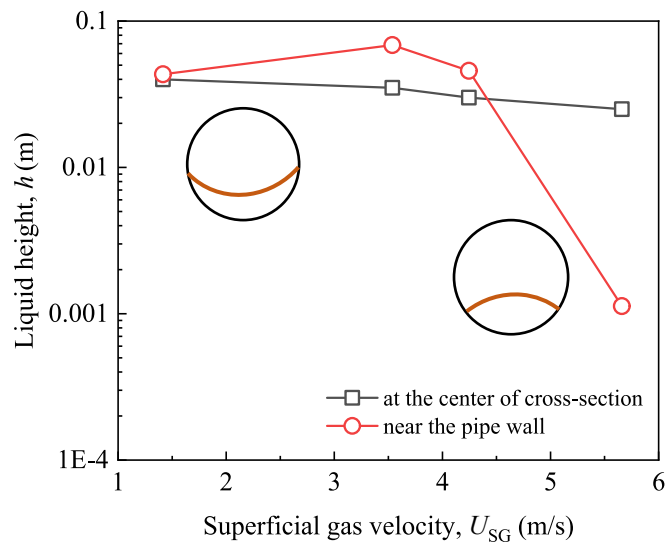 0.1
0.01
0.001
1E-4
Liquid height, h (m)
at the center of cross-section
near the pipe wall
1 2 3 4 5 6
Superficial gas velocity, U_SG (m/s)